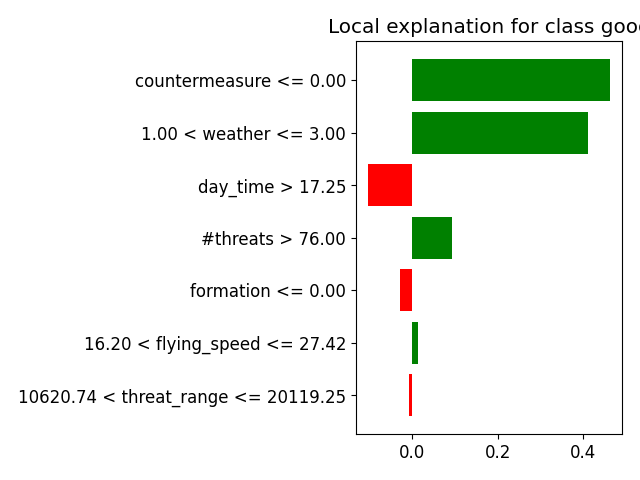 Local explanation for class good
countermeasure <= 0.00
1.00 < weather <= 3.00
day_time > 17.25
#threats > 76.00
formation <= 0.00
16.20 < flying_speed <= 27.42
10620.74 < threat_range <= 20119.25
0.0 0.2 0.4